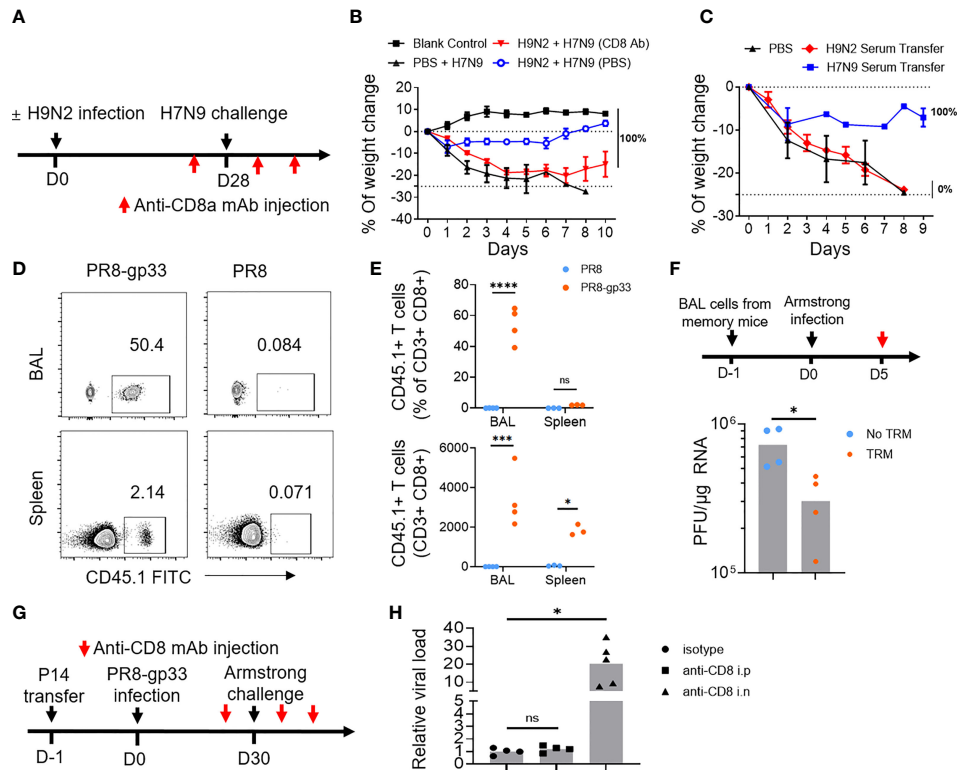 A
± H9N2 infection
H7N9 challenge
D0
D28
Anti-CD8a mAb injection
B
Blank Control
H9N2 + H7N9 (CD8 Ab)
PBS + H7N9
H9N2 + H7N9 (PBS)
% Of weight change
20
10
0
-10
-20
-30
-40
100%
0 1 2 3 4 5 6 7 8 9 10
Days
C
PBS
H9N2 Serum Transfer
H7N9 Serum Transfer
% Of weight change
0
-10
-20
-30
100%
0%
0 1 2 3 4 5 6 7 8 9
Days
D
PR8-gp33
PR8
BAL
50.4
0.084
Spleen
2.14
0.071
CD45.1 FITC
E
PR8
PR8-gp33
CD45.1+ T cells
(% of CD3+ CD8+)
80
60
40
20
0
****
ns
BAL
Spleen
CD45.1+ T cells
(CD3+ CD8+)
6000
4000
2000
0
***
*
BAL
Spleen
F
BAL cells from
memory mice
Armstrong
infection
D-1
D0
D5
PFU/µg RNA
10⁶
10⁵
*
No TRM
TRM
G
Anti-CD8 mAb injection
P14
transfer
PR8-gp33
infection
Armstrong
challenge
D-1
D0
D30
H
Relative viral load
40
30
20
10
5
4
3
2
1
0
*
ns
isotype
anti-CD8 i.p
anti-CD8 i.n